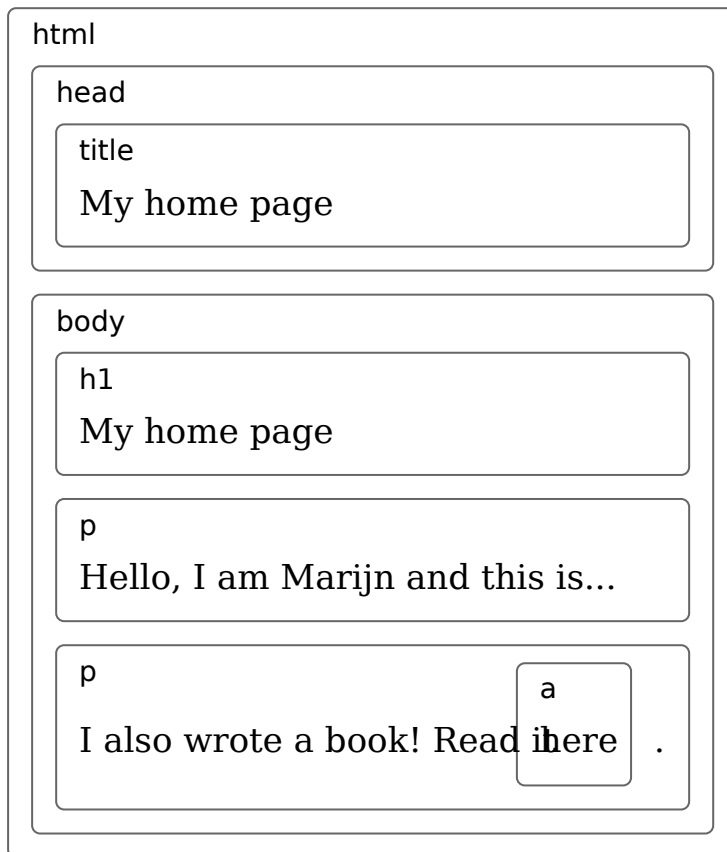 html
head
title
My home page
body
h1
My home page
p
Hello, I am Marijn and this is...
p
a
I also wrote a book! Read it here .